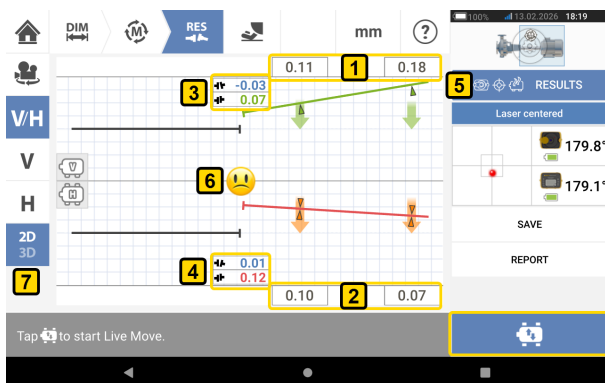 DIM
M
RES
mm
?
100%
13.02.2026 18:19
1
0.11
0.18
3
-0.03
0.07
5
RESULTS
V/H
Laser centered
V
179.8°
V
6
H
H
179.1°
2D
3D
SAVE
4
0.01
0.12
REPORT
7
0.10
2
0.07
Tap to start Live Move.